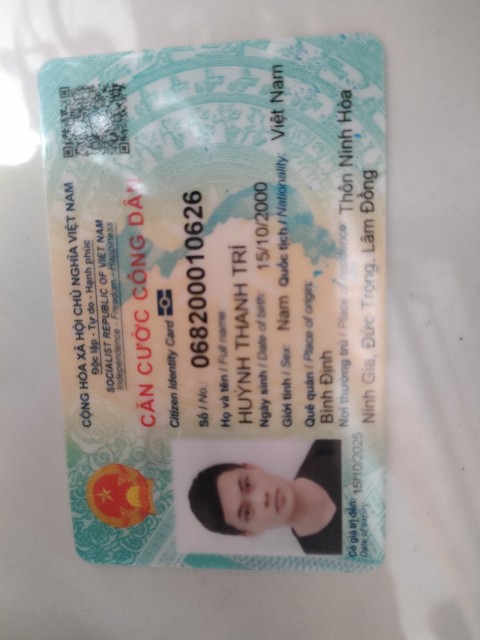 CỘNG HÒA XÃ HỘI CHỦ NGHĨA VIỆT NAM
Độc lập - Tự do - Hạnh phúc
SOCIALIST REPUBLIC OF VIET NAM
Independence - Freedom - Happiness
CĂN CƯỚC CÔNG DÂN
Citizen Identity Card
Số / No.: 068200010626
Họ và tên / Full name:
HUỲNH THANH TRÍ
Ngày sinh / Date of birth: 15/10/2000
Giới tính / Sex: Nam Quốc tịch / Nationality: Việt Nam
Quê quán / Place of origin:
Bình Định
Nơi thường trú / Place of residence: Thôn Ninh Hòa
Ninh Gia, Đức Trọng, Lâm Đồng
Có giá trị đến: 15/10/2025
Date of expiry